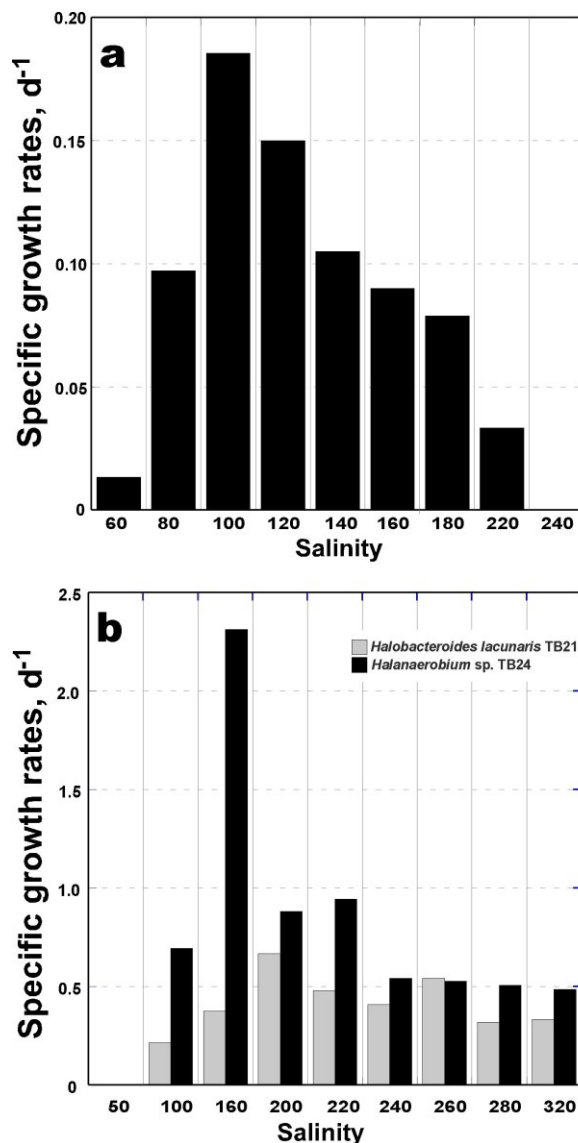 a
Specific growth rates, d-1
0.20
0.15
0.10
0.05
0
60 80 100 120 140 160 180 220 240
Salinity
b
Specific growth rates, d-1
2.5
2.0
1.5
1.0
0.5
0
Halobacteroides lacunaris TB21
Halanaerobium sp. TB24
50 100 160 200 220 240 260 280 320
Salinity